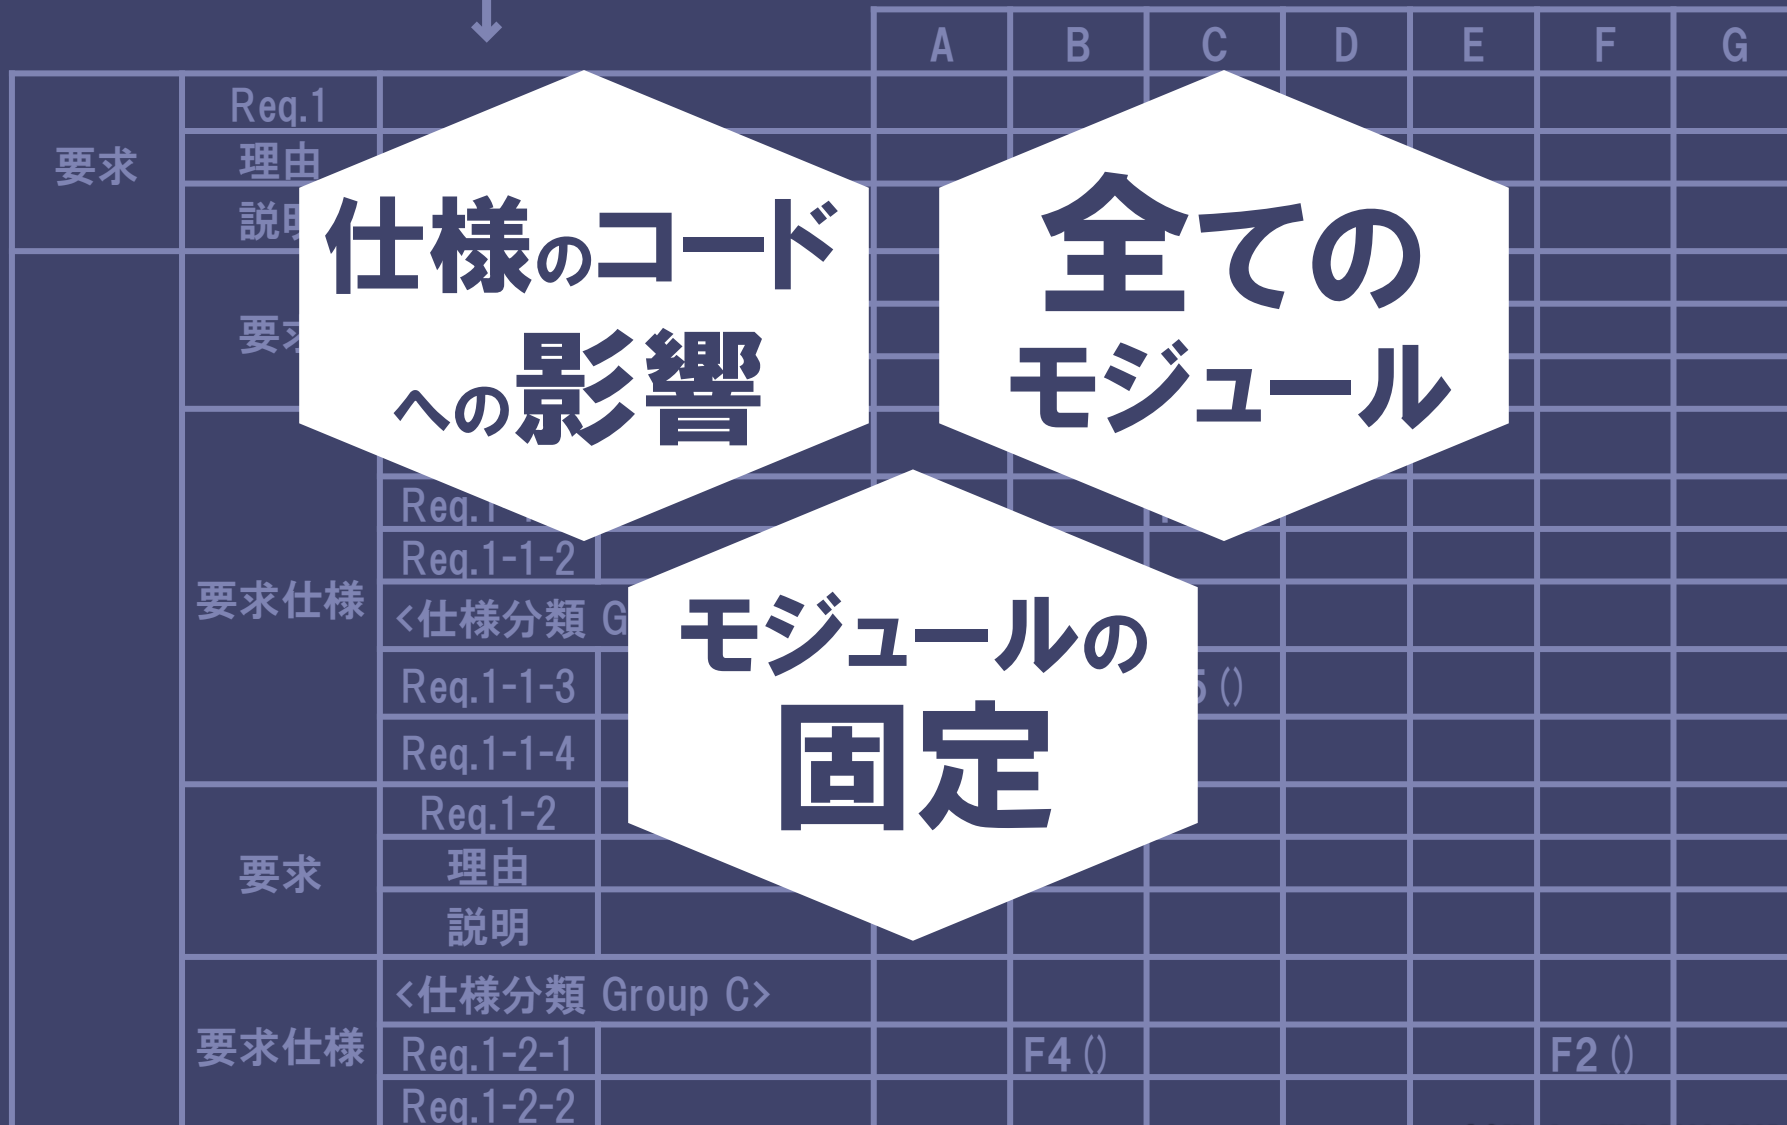 A B C D E F G
Req.1
要求
理由
仕様のコード
への影響
全ての
モジュール
Req.1-1-2
要求仕様
<仕様分類
モジュールの
固定
Req.1-1-3
Req.1-1-4
Req.1-2
要求
理由
説明
<仕様分類 Group C>
要求仕様
Req.1-2-1
F4()
F2()
Req.1-2-2